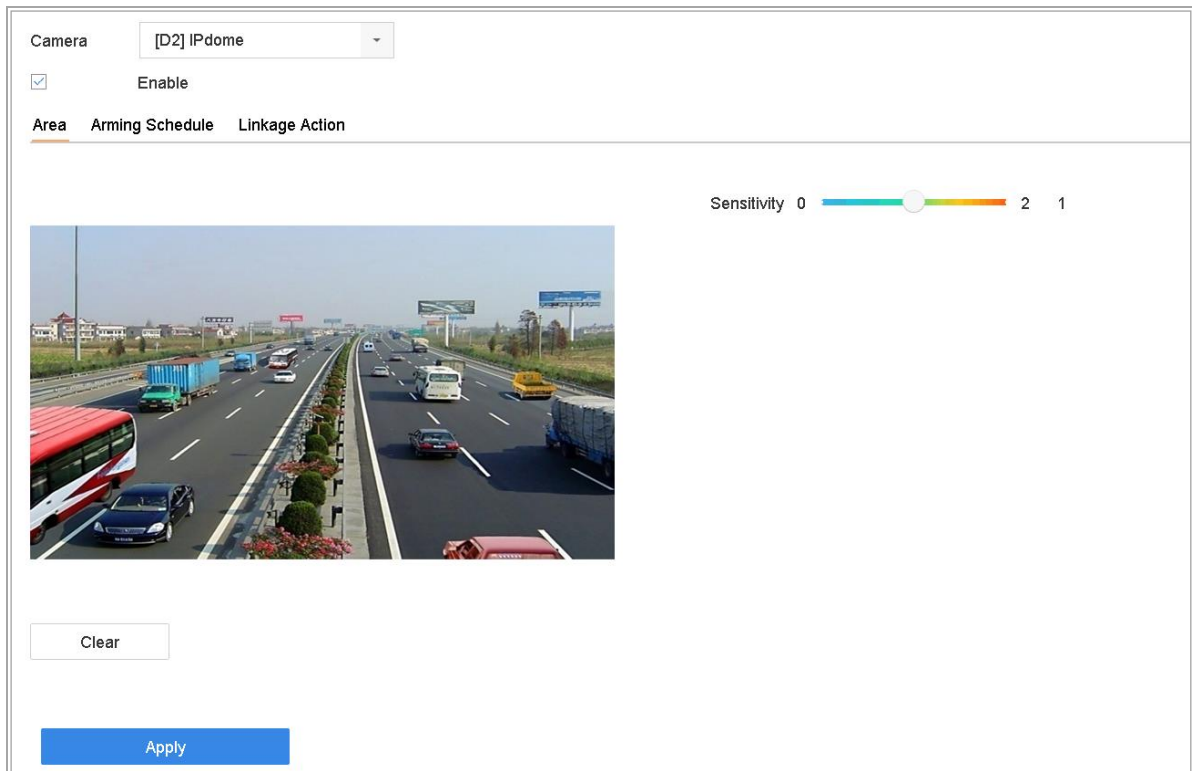 Camera [D2] IPdome
Enable
Area Arming Schedule Linkage Action
Sensitivity 0 2 1
Clear
Apply